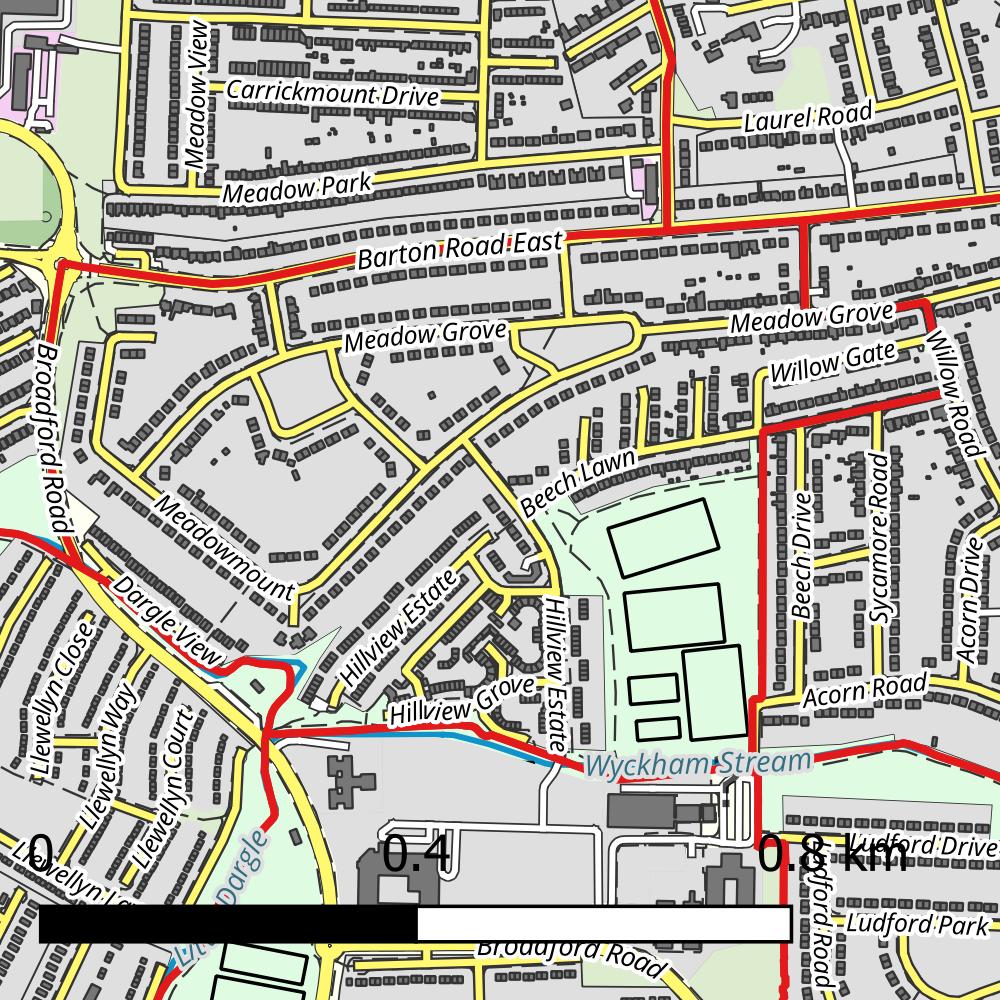 Meadow View
Carrickmount Drive
Laurel Road
Meadow Park
Barton Road East
Meadow Grove
Meadow Grove
Willow Gate
Willow Road
Broadford Road
Beech Lawn
Beech Drive
Sycamore Road
Acorn Drive
Meadowmount
Dargle View
Hillview Estate
Hillview Estate
Llewellyn Close
Llewellyn Way
Llewellyn Court
Hillview Grove
Acorn Road
Wyckham Stream
0
0.4
0.8 km
Ludford Drive
Ludford Road
Ludford Park
Dargle
Broadford Road